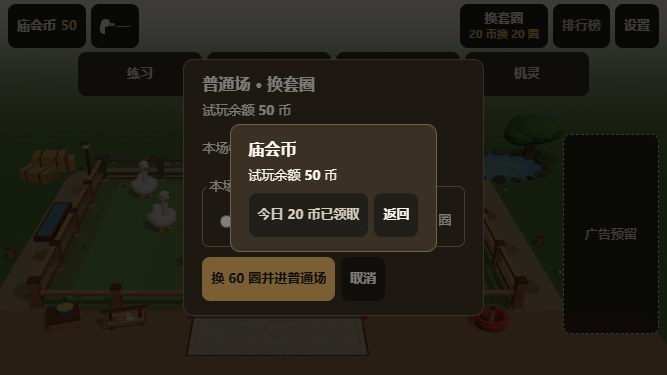 庙会币 50
—
换套圈
20 币换 20 圈
排行榜
设置
练习
机灵
普通场 • 换套圈
试玩余额 50 币
本场
庙会币
试玩余额 50 币
本场
今日 20 币已领取
返回
圈
换 60 圈并进普通场
取消
广告预留